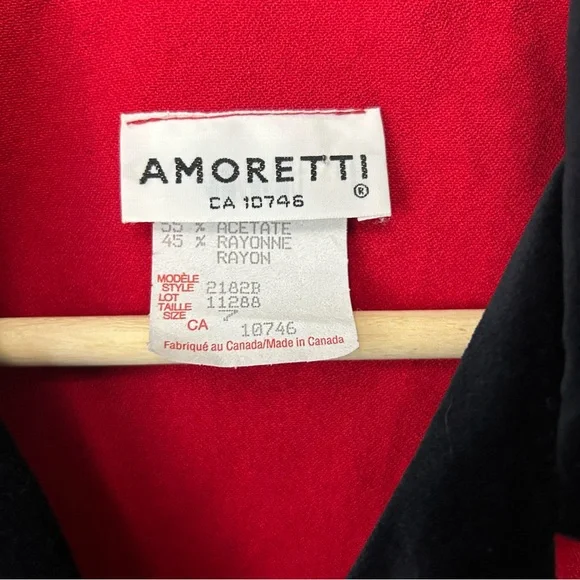 AMORETTI
®
CA 10746
55 % ACETATE
45 % RAYONNE
RAYON
MODÈLE
STYLE 2182B
LOT 11288
TAILLE
SIZE 7
CA 10746
Fabriqué au Canada/Made in Canada